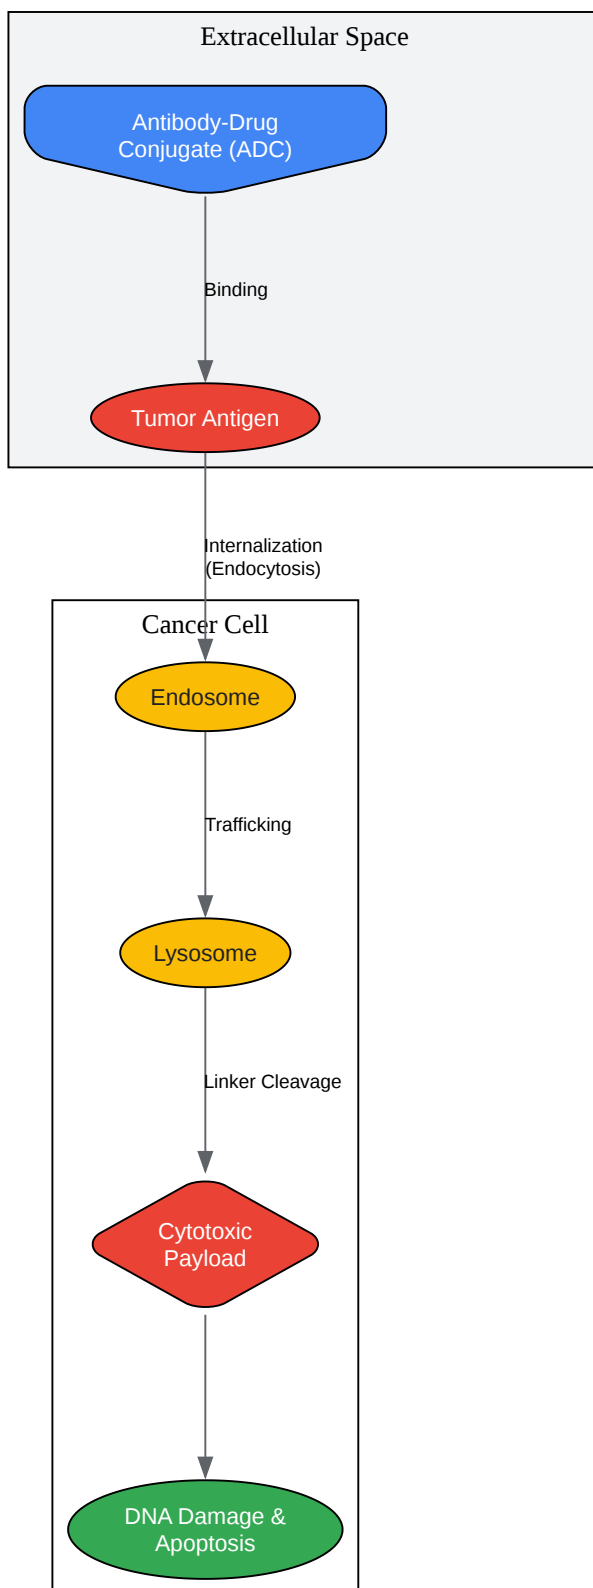 Extracellular Space
Antibody-Drug
Conjugate (ADC)
Binding
Tumor Antigen
Internalization
(Endocytosis)
Cancer Cell
Endosome
Trafficking
Lysosome
Linker Cleavage
Cytotoxic
Payload
DNA Damage &
Apoptosis